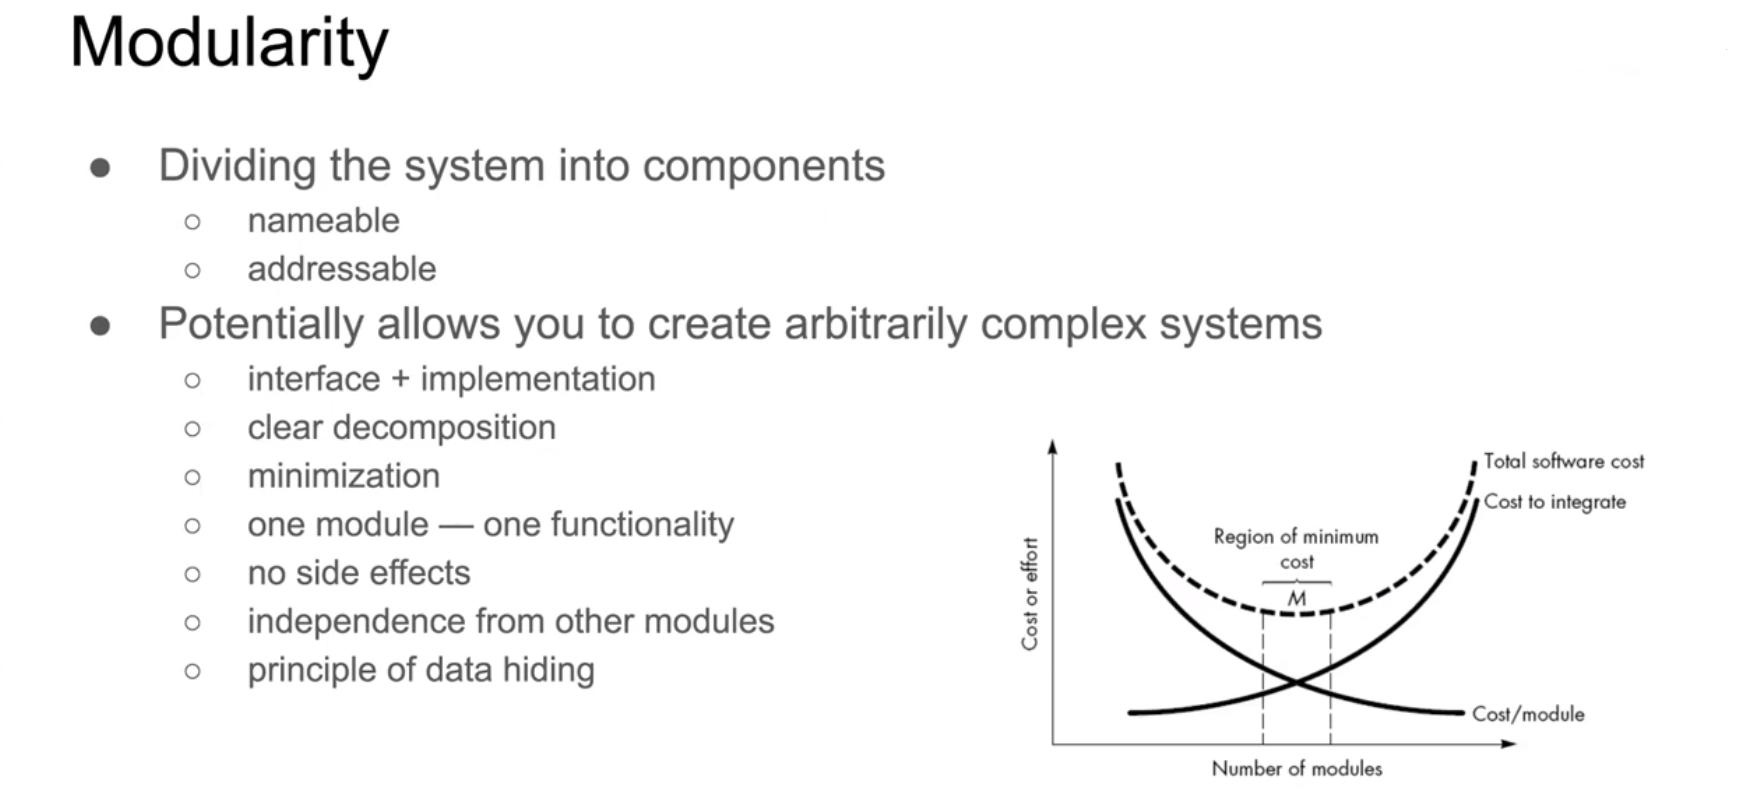 Modularity
● Dividing the system into components
○ nameable
○ addressable
● Potentially allows you to create arbitrarily complex systems
○ interface + implementation
○ clear decomposition
○ minimization
○ one module — one functionality
○ no side effects
○ independence from other modules
○ principle of data hiding
Total software cost
Cost to integrate
Region of minimum
cost
M
Cost or effort
Cost/module
Number of modules